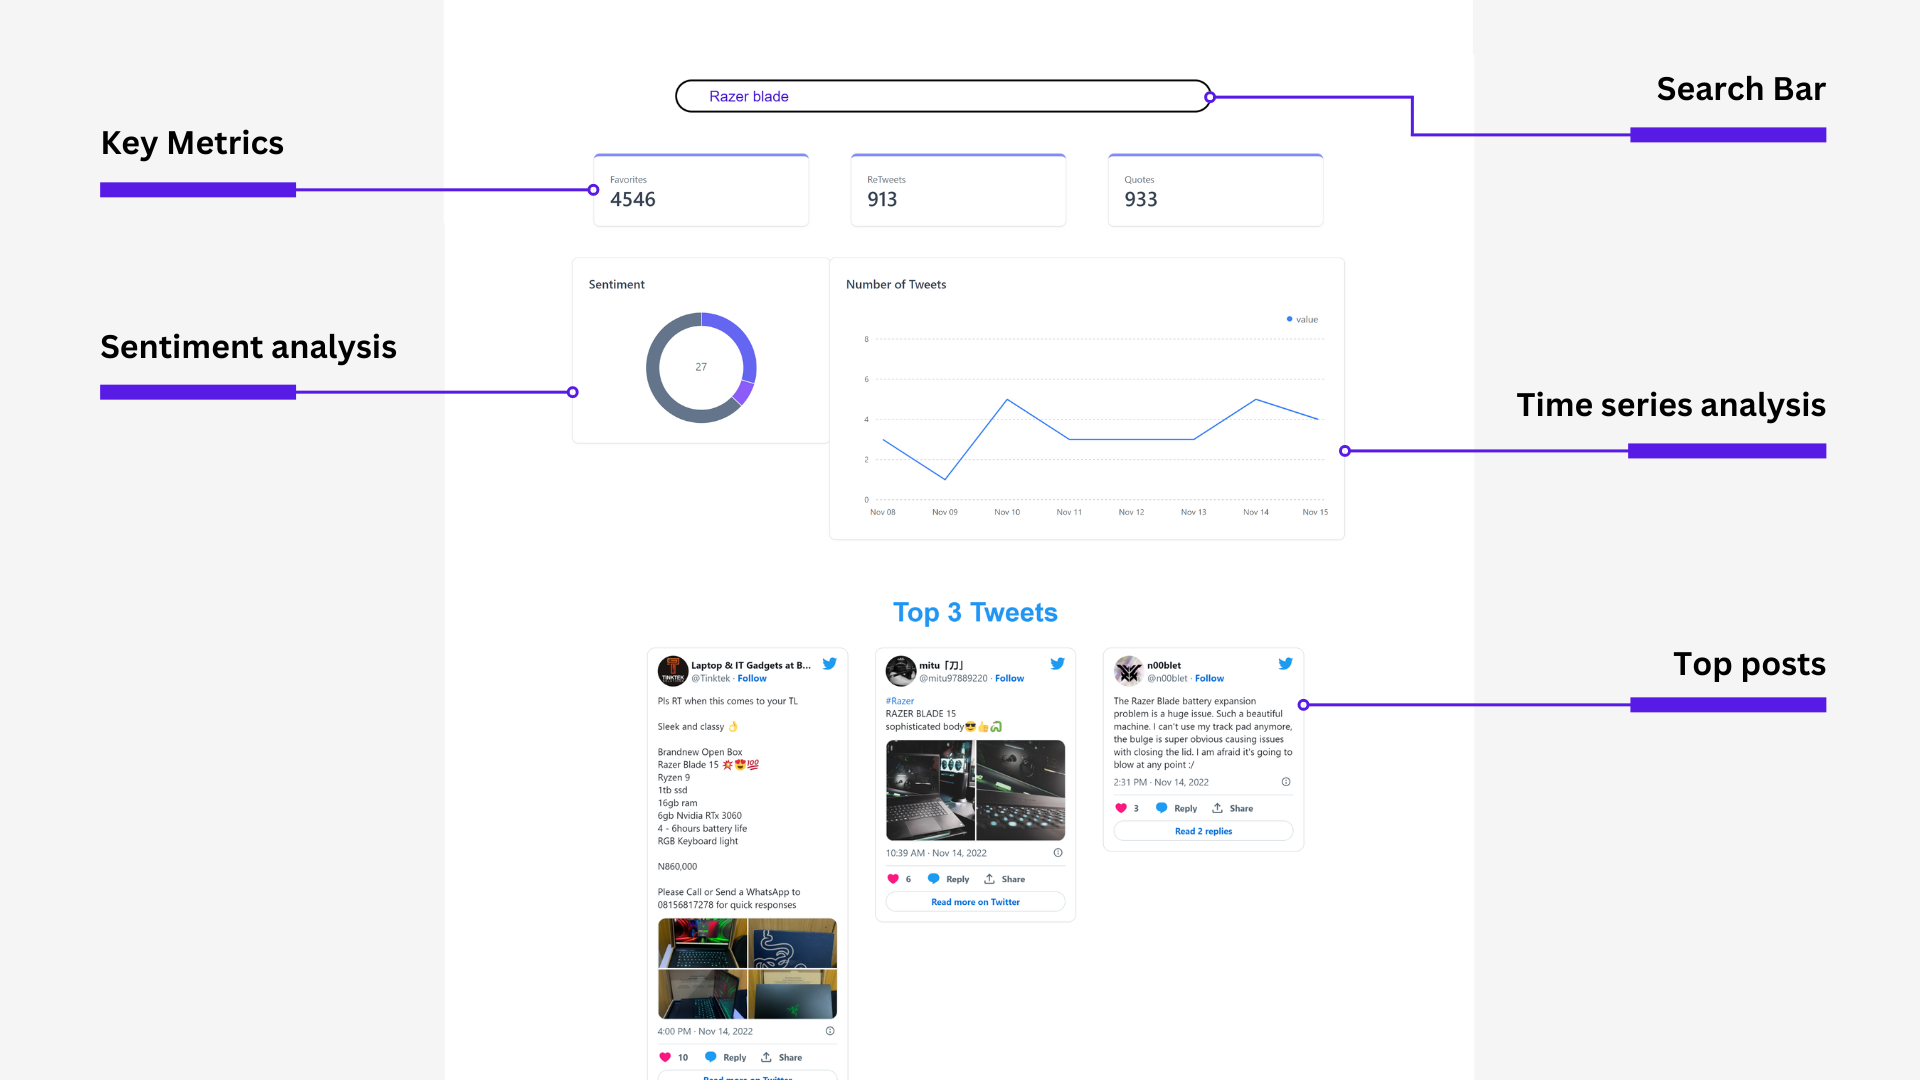 Razer blade
Search Bar
Key Metrics
Favorites
4546
ReTweets
913
Quotes
933
Sentiment analysis
Sentiment
27
Number of Tweets
value
8
6
4
2
0
Nov 08 Nov 09 Nov 10 Nov 11 Nov 12 Nov 13 Nov 14 Nov 15
Time series analysis
Top 3 Tweets
Top posts
Laptop & IT Gadgets at B...
@Tinktek · Follow
TINKTEK
Pls RT when this comes to your TL
Sleek and classy 👌
Brandnew Open Box
Razer Blade 15 💥😍💯
Ryzen 9
1tb ssd
16gb ram
6gb Nvidia RTx 3060
4 - 6hours battery life
RGB Keyboard light
N860,000
Please Call or Send a WhatsApp to
08156817278 for quick responses
4:00 PM · Nov 14, 2022
10 Reply Share
Read more on Twitter
mitu「刀」
@mitu97889220 · Follow
#Razer
RAZER BLADE 15
sophisticated body😎👍🐍
10:39 AM · Nov 14, 2022
6 Reply Share
Read more on Twitter
n00blet
@n00blet · Follow
The Razer Blade battery expansion
problem is a huge issue. Such a beautiful
machine. I can't use my track pad anymore,
the bulge is super obvious causing issues
with closing the lid. I am afraid it's going to
blow at any point :/
2:31 PM · Nov 14, 2022
3 Reply Share
Read 2 replies